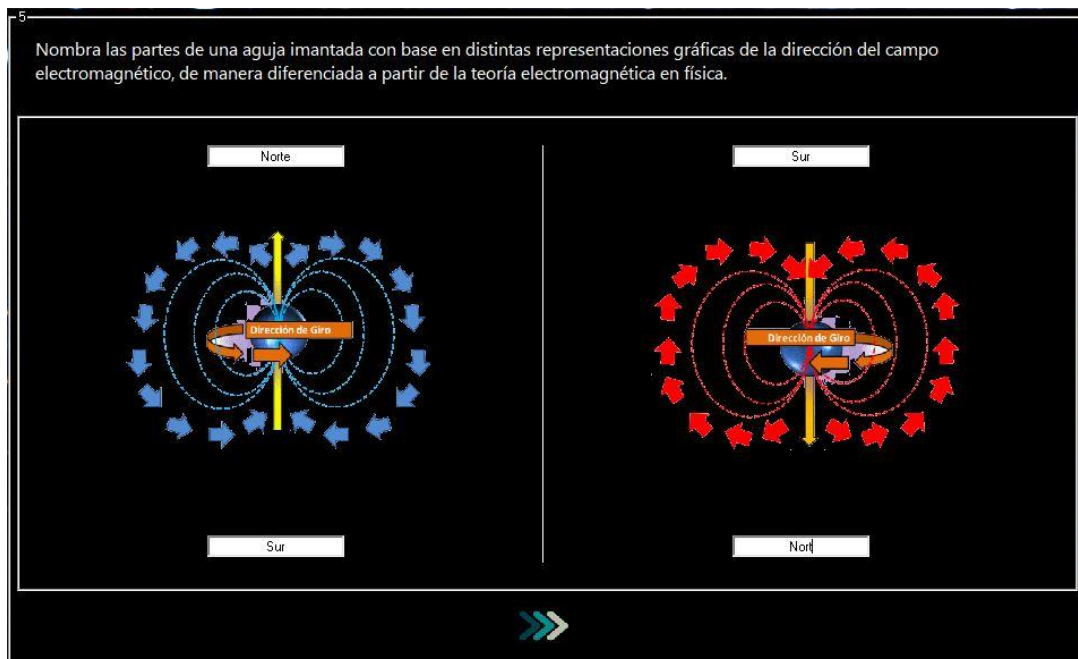 5
Nombra las partes de una aguja imantada con base en distintas representaciones gráficas de la dirección del campo
electromagnético, de manera diferenciada a partir de la teoría electromagnética en física.
Norte
Sur
Dirección de Giro
Dirección de Giro
Sur
Nort